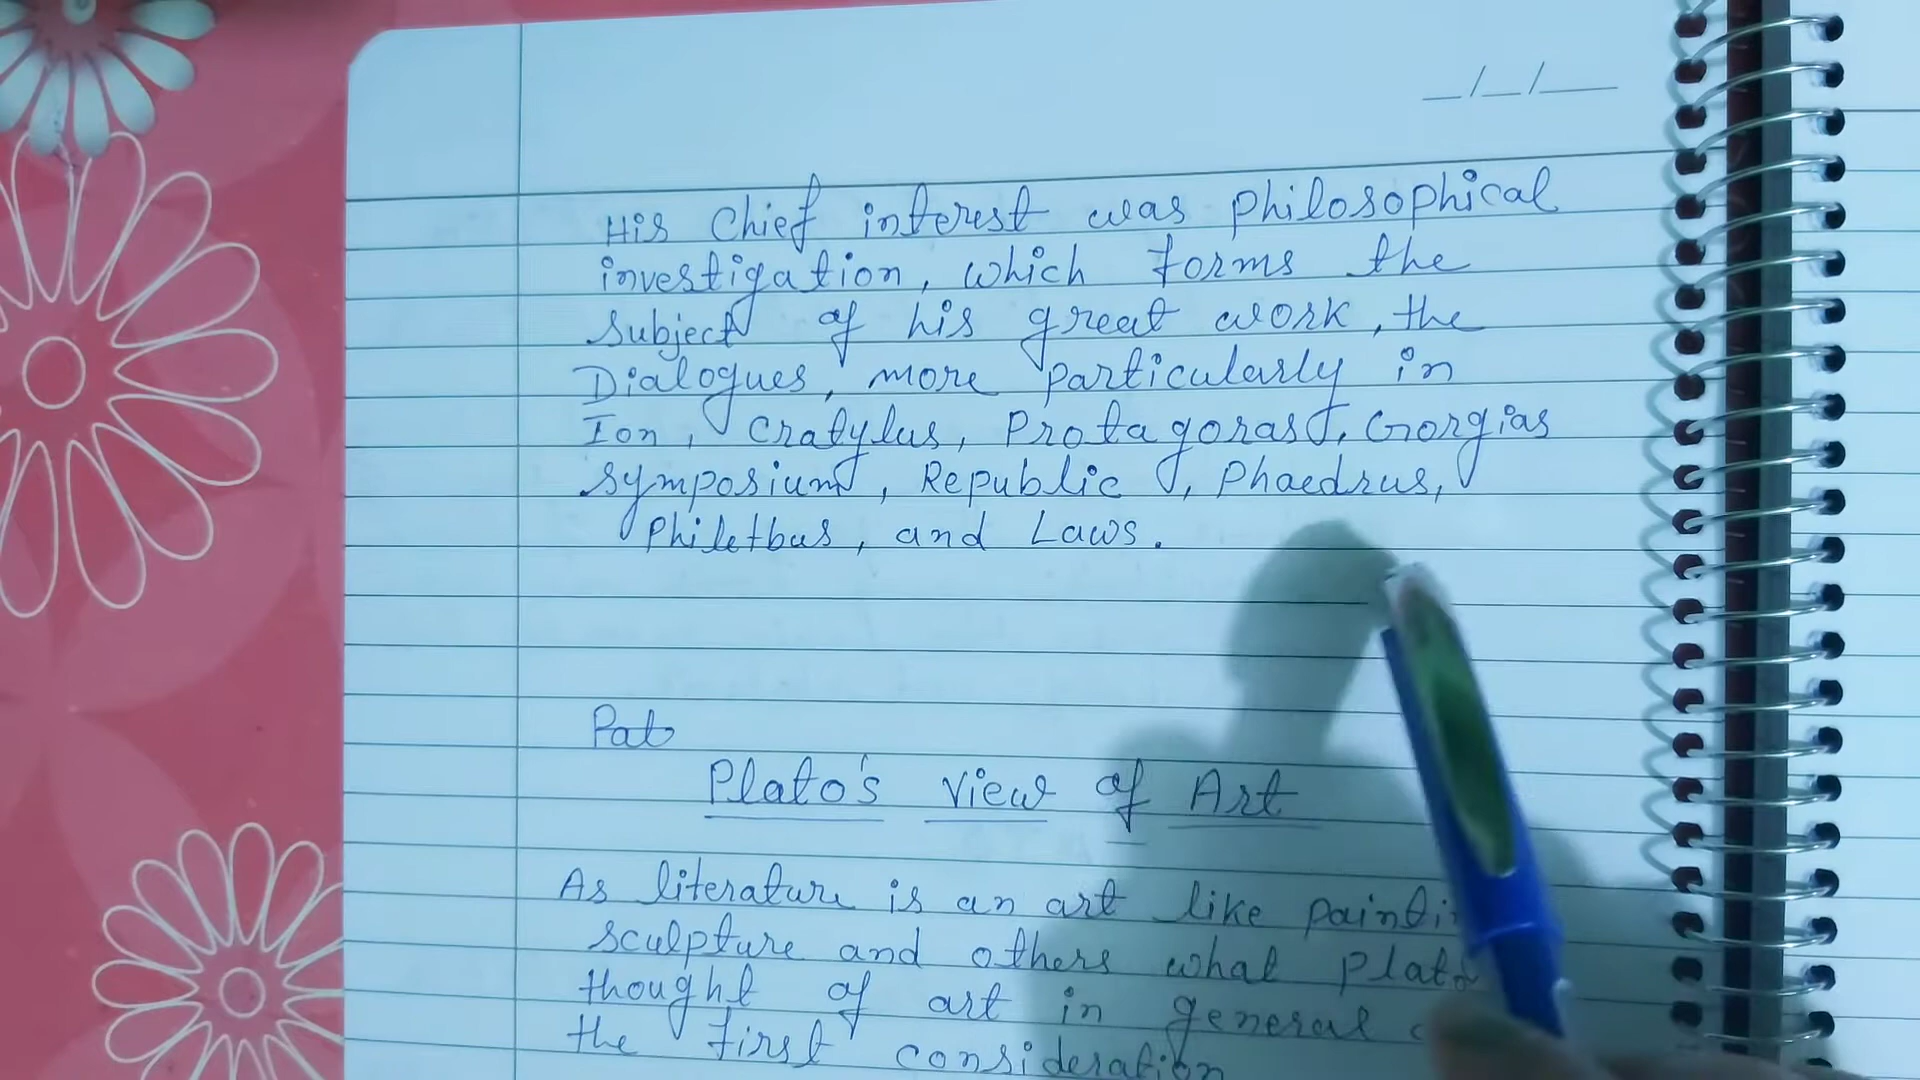 _/_/__
His Chief interest was Philosophical
investigation, which forms the
Subject of his great work, the
Dialogues, more particularly in
Ion, Cratylus, Protagoras, Gorgias
Symposium, Republic, Phaedrus,
Philetbus, and Laws.
Pat
Plato's View of Art
As literature is an art like
sculpture and others what
thought of art in general
the first consideration